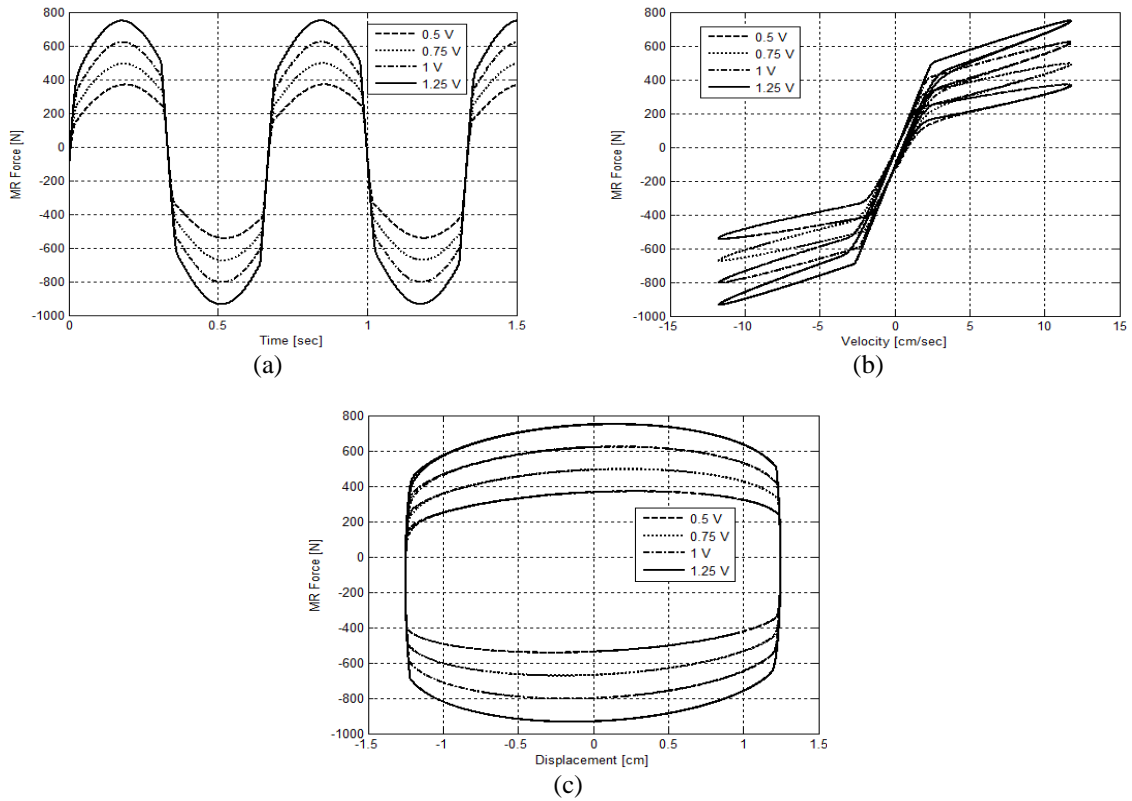 800
600
400
200
0
-200
-400
-600
-800
-1000
MR Force [N]
0.5 V
0.75 V
1 V
1.25 V
0
0.5
1
1.5
Time [sec]
(a)
800
600
400
200
0
-200
-400
-600
-800
-1000
MR Force [N]
0.5 V
0.75 V
1 V
1.25 V
-15
-10
-5
0
5
10
15
Velocity [cm/sec]
(b)
800
600
400
200
0
-200
-400
-600
-800
-1000
MR Force [N]
0.5 V
0.75 V
1 V
1.25 V
-1.5
-1
-0.5
0
0.5
1
1.5
Displacement [cm]
(c)